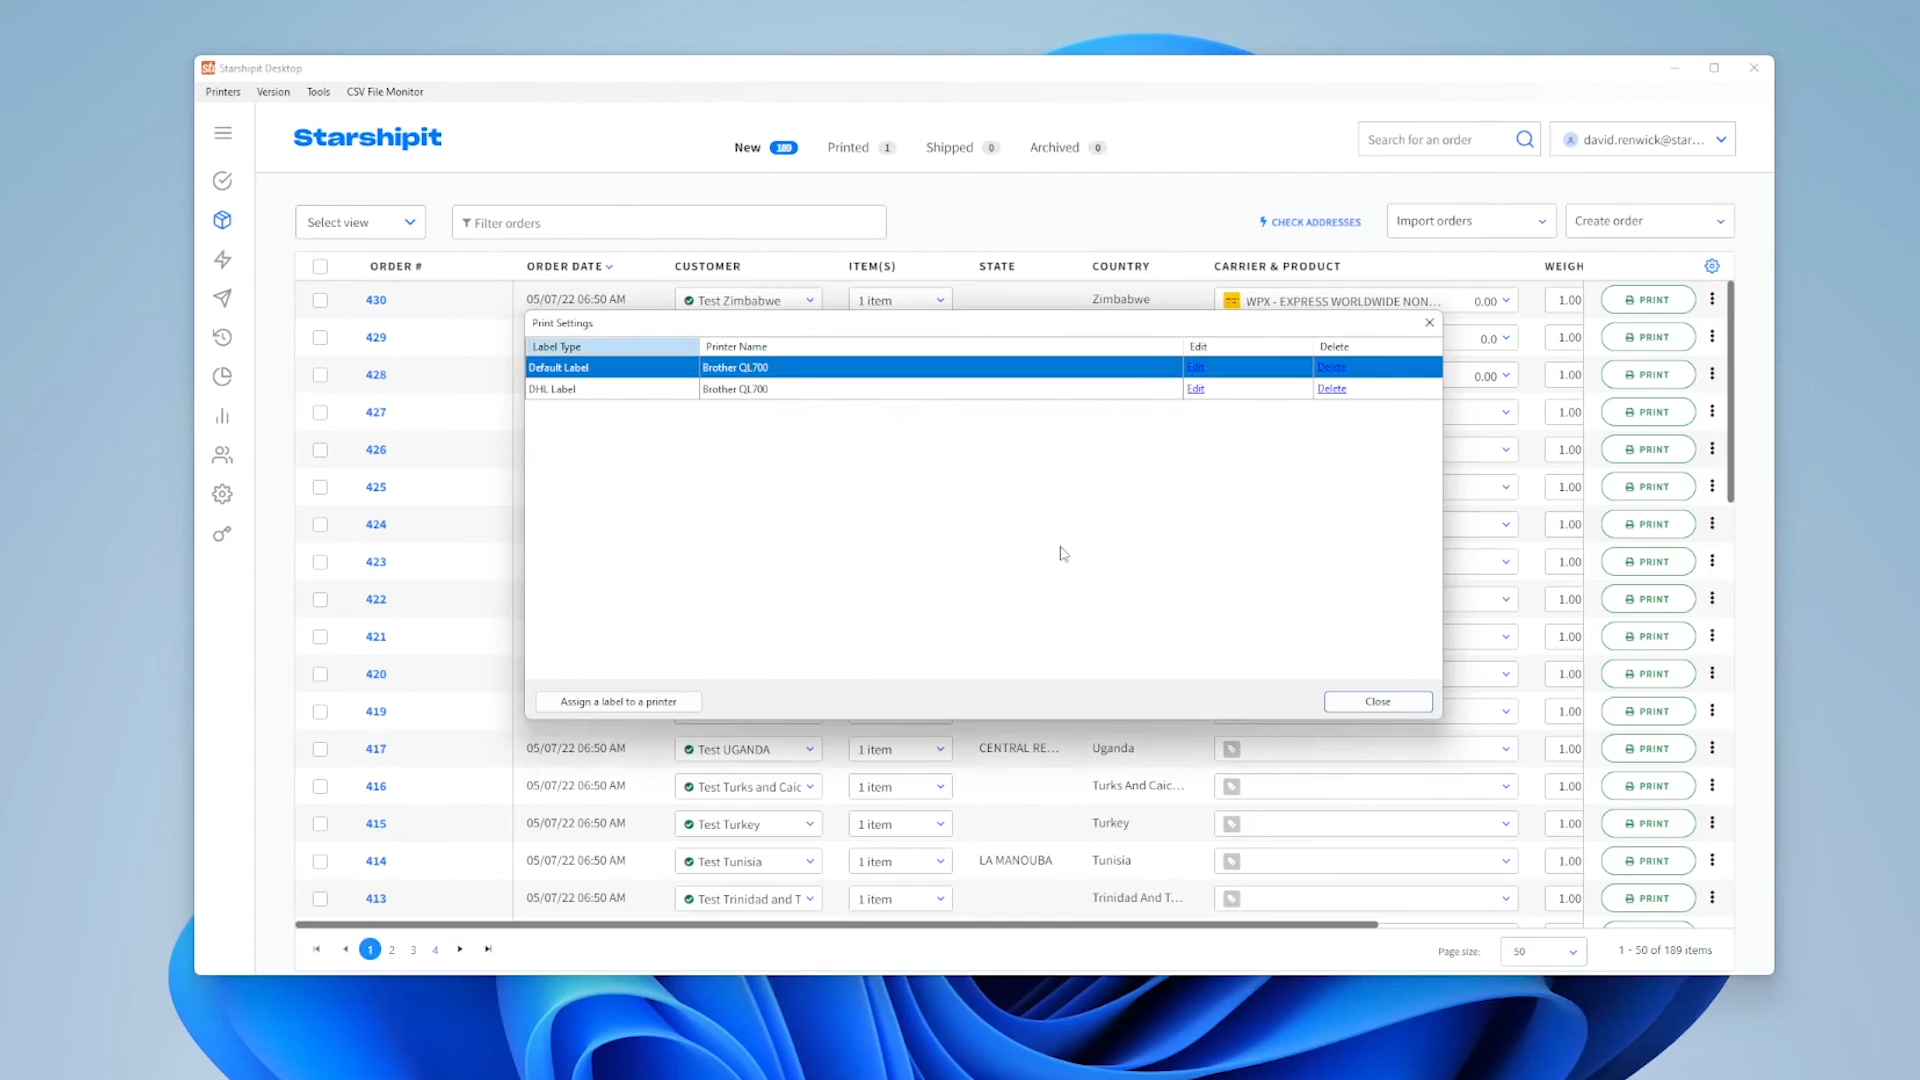 Starshipit Desktop
Printers Version Tools CSV File Monitor
Starshipit
New 189 Printed 1 Shipped 0 Archived 0
Search for an order
david.renwick@star...
Select view
Filter orders
CHECK ADDRESSES
Import orders
Create order
ORDER # ORDER DATE CUSTOMER ITEM(S) STATE COUNTRY CARRIER & PRODUCT WEIGH
430 05/07/22 06:50 AM Test Zimbabwe 1 item Zimbabwe WPX - EXPRESS WORLDWIDE NON... 0.00 1.00 PRINT
Print Settings
429 0.0 1.00 PRINT
Label Type Printer Name Edit Delete
Default Label Brother QL700 Edit Delete
428 0.00 1.00 PRINT
DHL Label Brother QL700 Edit Delete
427 1.00 PRINT
426 1.00 PRINT
425 1.00 PRINT
424 1.00 PRINT
423 1.00 PRINT
422 1.00 PRINT
421 1.00 PRINT
420 1.00 PRINT
Assign a label to a printer Close
419 1.00 PRINT
417 05/07/22 06:50 AM Test UGANDA 1 item CENTRAL RE... Uganda 1.00 PRINT
416 05/07/22 06:50 AM Test Turks and Caic 1 item Turks And Caic... 1.00 PRINT
415 05/07/22 06:50 AM Test Turkey 1 item Turkey 1.00 PRINT
414 05/07/22 06:50 AM Test Tunisia 1 item LA MANOUBA Tunisia 1.00 PRINT
413 05/07/22 06:50 AM Test Trinidad and T 1 item Trinidad And T... 1.00 PRINT
1 2 3 4
Page size: 50 1 - 50 of 189 items